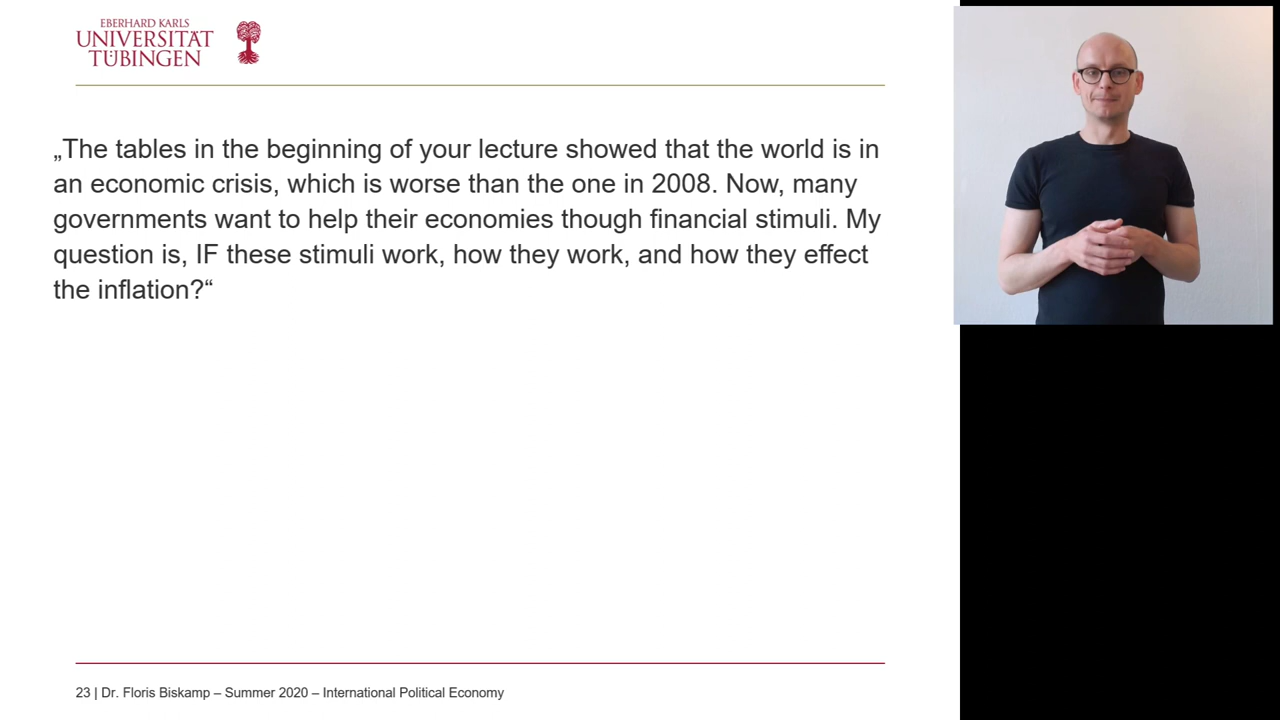 EBERHARD KARLS
UNIVERSITÄT
TÜBINGEN
„The tables in the beginning of your lecture showed that the world is in
an economic crisis, which is worse than the one in 2008. Now, many
governments want to help their economies though financial stimuli. My
question is, IF these stimuli work, how they work, and how they effect
the inflation?“
23 | Dr. Floris Biskamp – Summer 2020 – International Political Economy